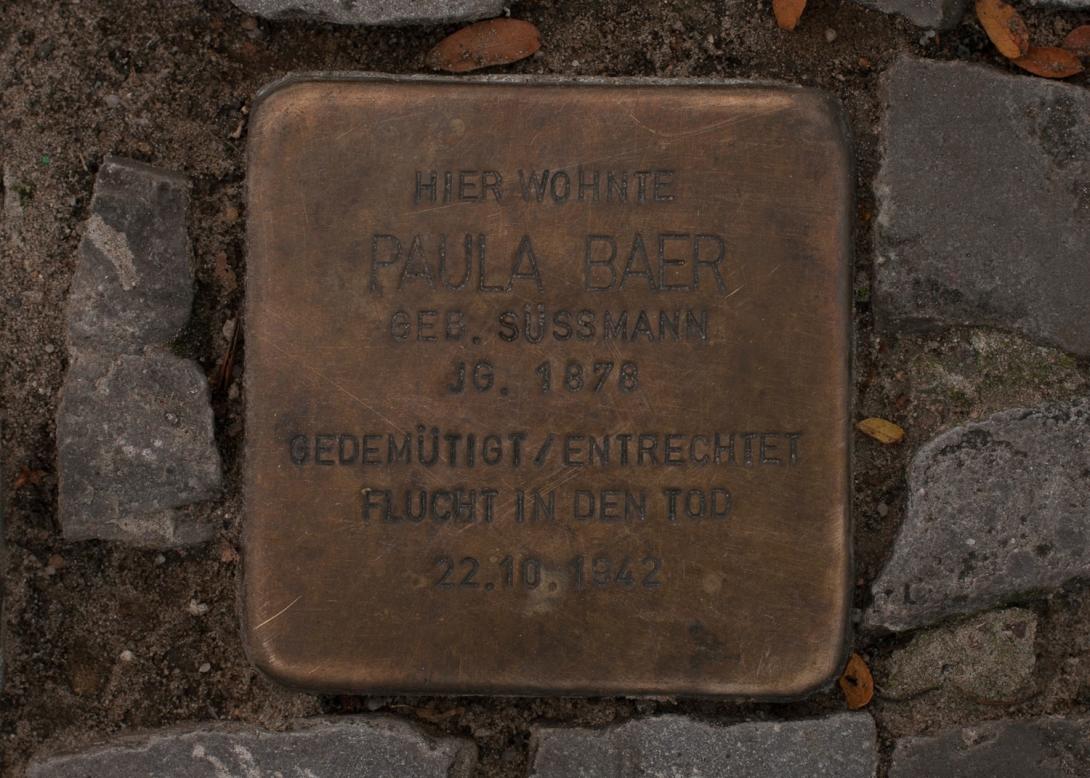 HIER WOHNTE
PAULA BAER
GEB. SÜSSMANN
JG. 1878
GEDEMÜTIGT/ENTRECHTET
FLUCHT IN DEN TOD
22.10.1942